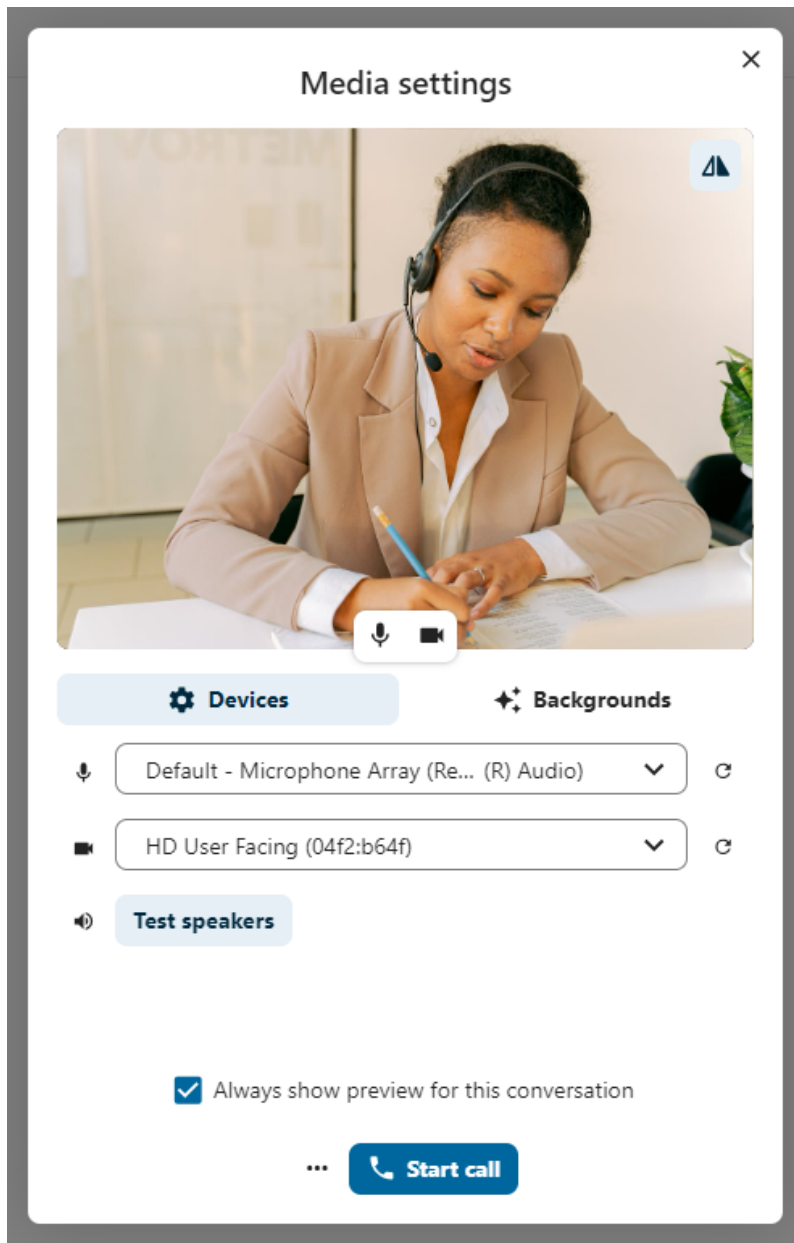 Media settings
METROV
Devices
Backgrounds
Default - Microphone Array (Re... (R) Audio)
HD User Facing (04f2:b64f)
Test speakers
Always show preview for this conversation
Start call